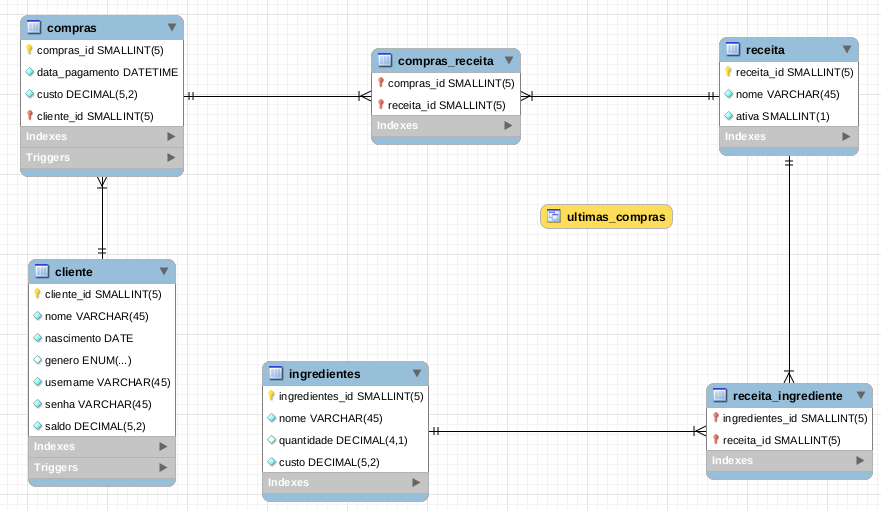 compras
compras_id SMALLINT(5)
data_pagamento DATETIME
custo DECIMAL(5,2)
cliente_id SMALLINT(5)
Indexes
Triggers
compras_receita
compras_id SMALLINT(5)
receita_id SMALLINT(5)
Indexes
receita
receita_id SMALLINT(5)
nome VARCHAR(45)
ativa SMALLINT(1)
Indexes
ultimas_compras
cliente
cliente_id SMALLINT(5)
nome VARCHAR(45)
nascimento DATE
genero ENUM(...)
username VARCHAR(45)
senha VARCHAR(45)
saldo DECIMAL(5,2)
Indexes
Triggers
ingredientes
ingredientes_id SMALLINT(5)
nome VARCHAR(45)
quantidade DECIMAL(4,1)
custo DECIMAL(5,2)
Indexes
receita_ingrediente
ingredientes_id SMALLINT(5)
receita_id SMALLINT(5)
Indexes